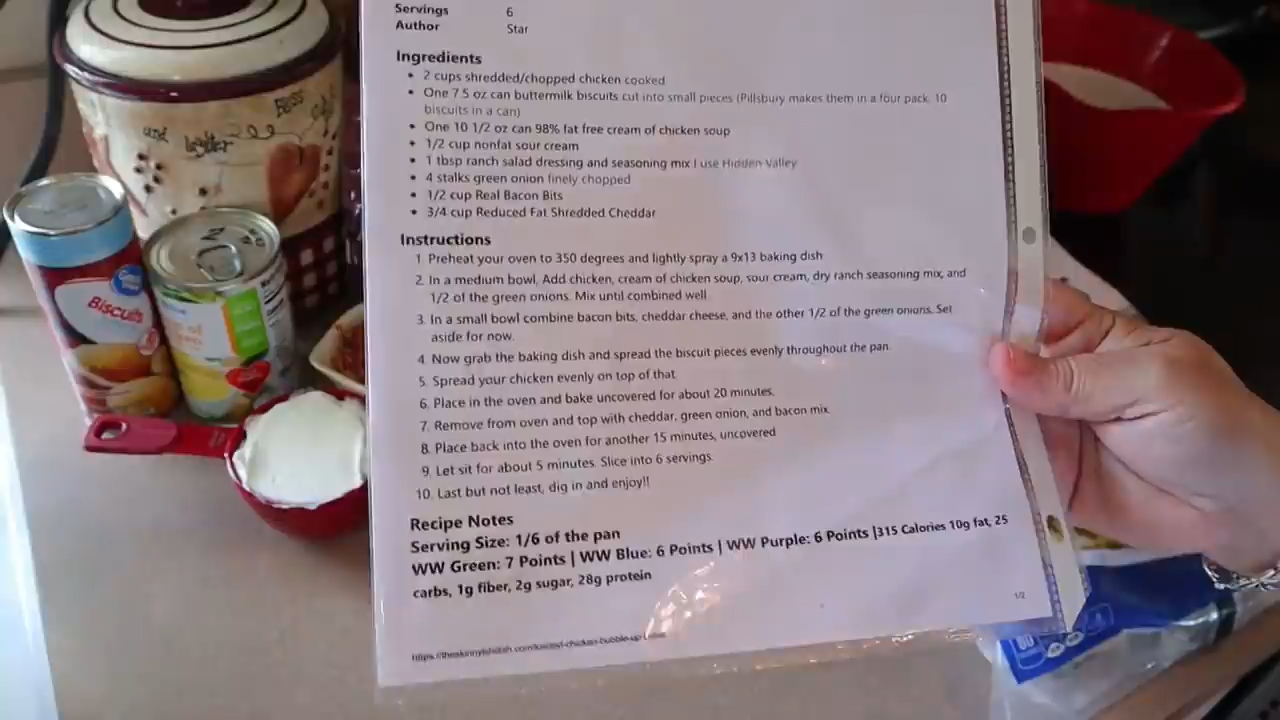 Servings 6
Author Star
Ingredients
• 2 cups shredded/chopped chicken cooked
• One 7.5 oz can buttermilk biscuits cut into small pieces (Pillsbury makes them in a four pack. 10
biscuits in a can)
• One 10 1/2 oz can 98% fat free cream of chicken soup
• 1/2 cup nonfat sour cream
• 1 tbsp ranch salad dressing and seasoning mix I use Hidden Valley
• 4 stalks green onion finely chopped
• 1/2 cup Real Bacon Bits
• 3/4 cup Reduced Fat Shredded Cheddar
Instructions
1. Preheat your oven to 350 degrees and lightly spray a 9x13 baking dish
2. In a medium bowl, Add chicken, cream of chicken soup, sour cream, dry ranch seasoning mix, and
1/2 of the green onions. Mix until combined well
3. In a small bowl combine bacon bits, cheddar cheese, and the other 1/2 of the green onions. Set
aside for now.
4. Now grab the baking dish and spread the biscuit pieces evenly throughout the pan.
5. Spread your chicken evenly on top of that
6. Place in the oven and bake uncovered for about 20 minutes.
7. Remove from oven and top with cheddar, green onion, and bacon mix
8. Place back into the oven for another 15 minutes, uncovered
9. Let sit for about 5 minutes. Slice into 6 servings.
10. Last but not least, dig in and enjoy!!
Recipe Notes
Serving Size: 1/6 of the pan
WW Green: 7 Points | WW Blue: 6 Points | WW Purple: 6 Points |315 Calories 10g fat, 25
carbs, 1g fiber, 2g sugar, 28g protein
1/2
Biscuits
and